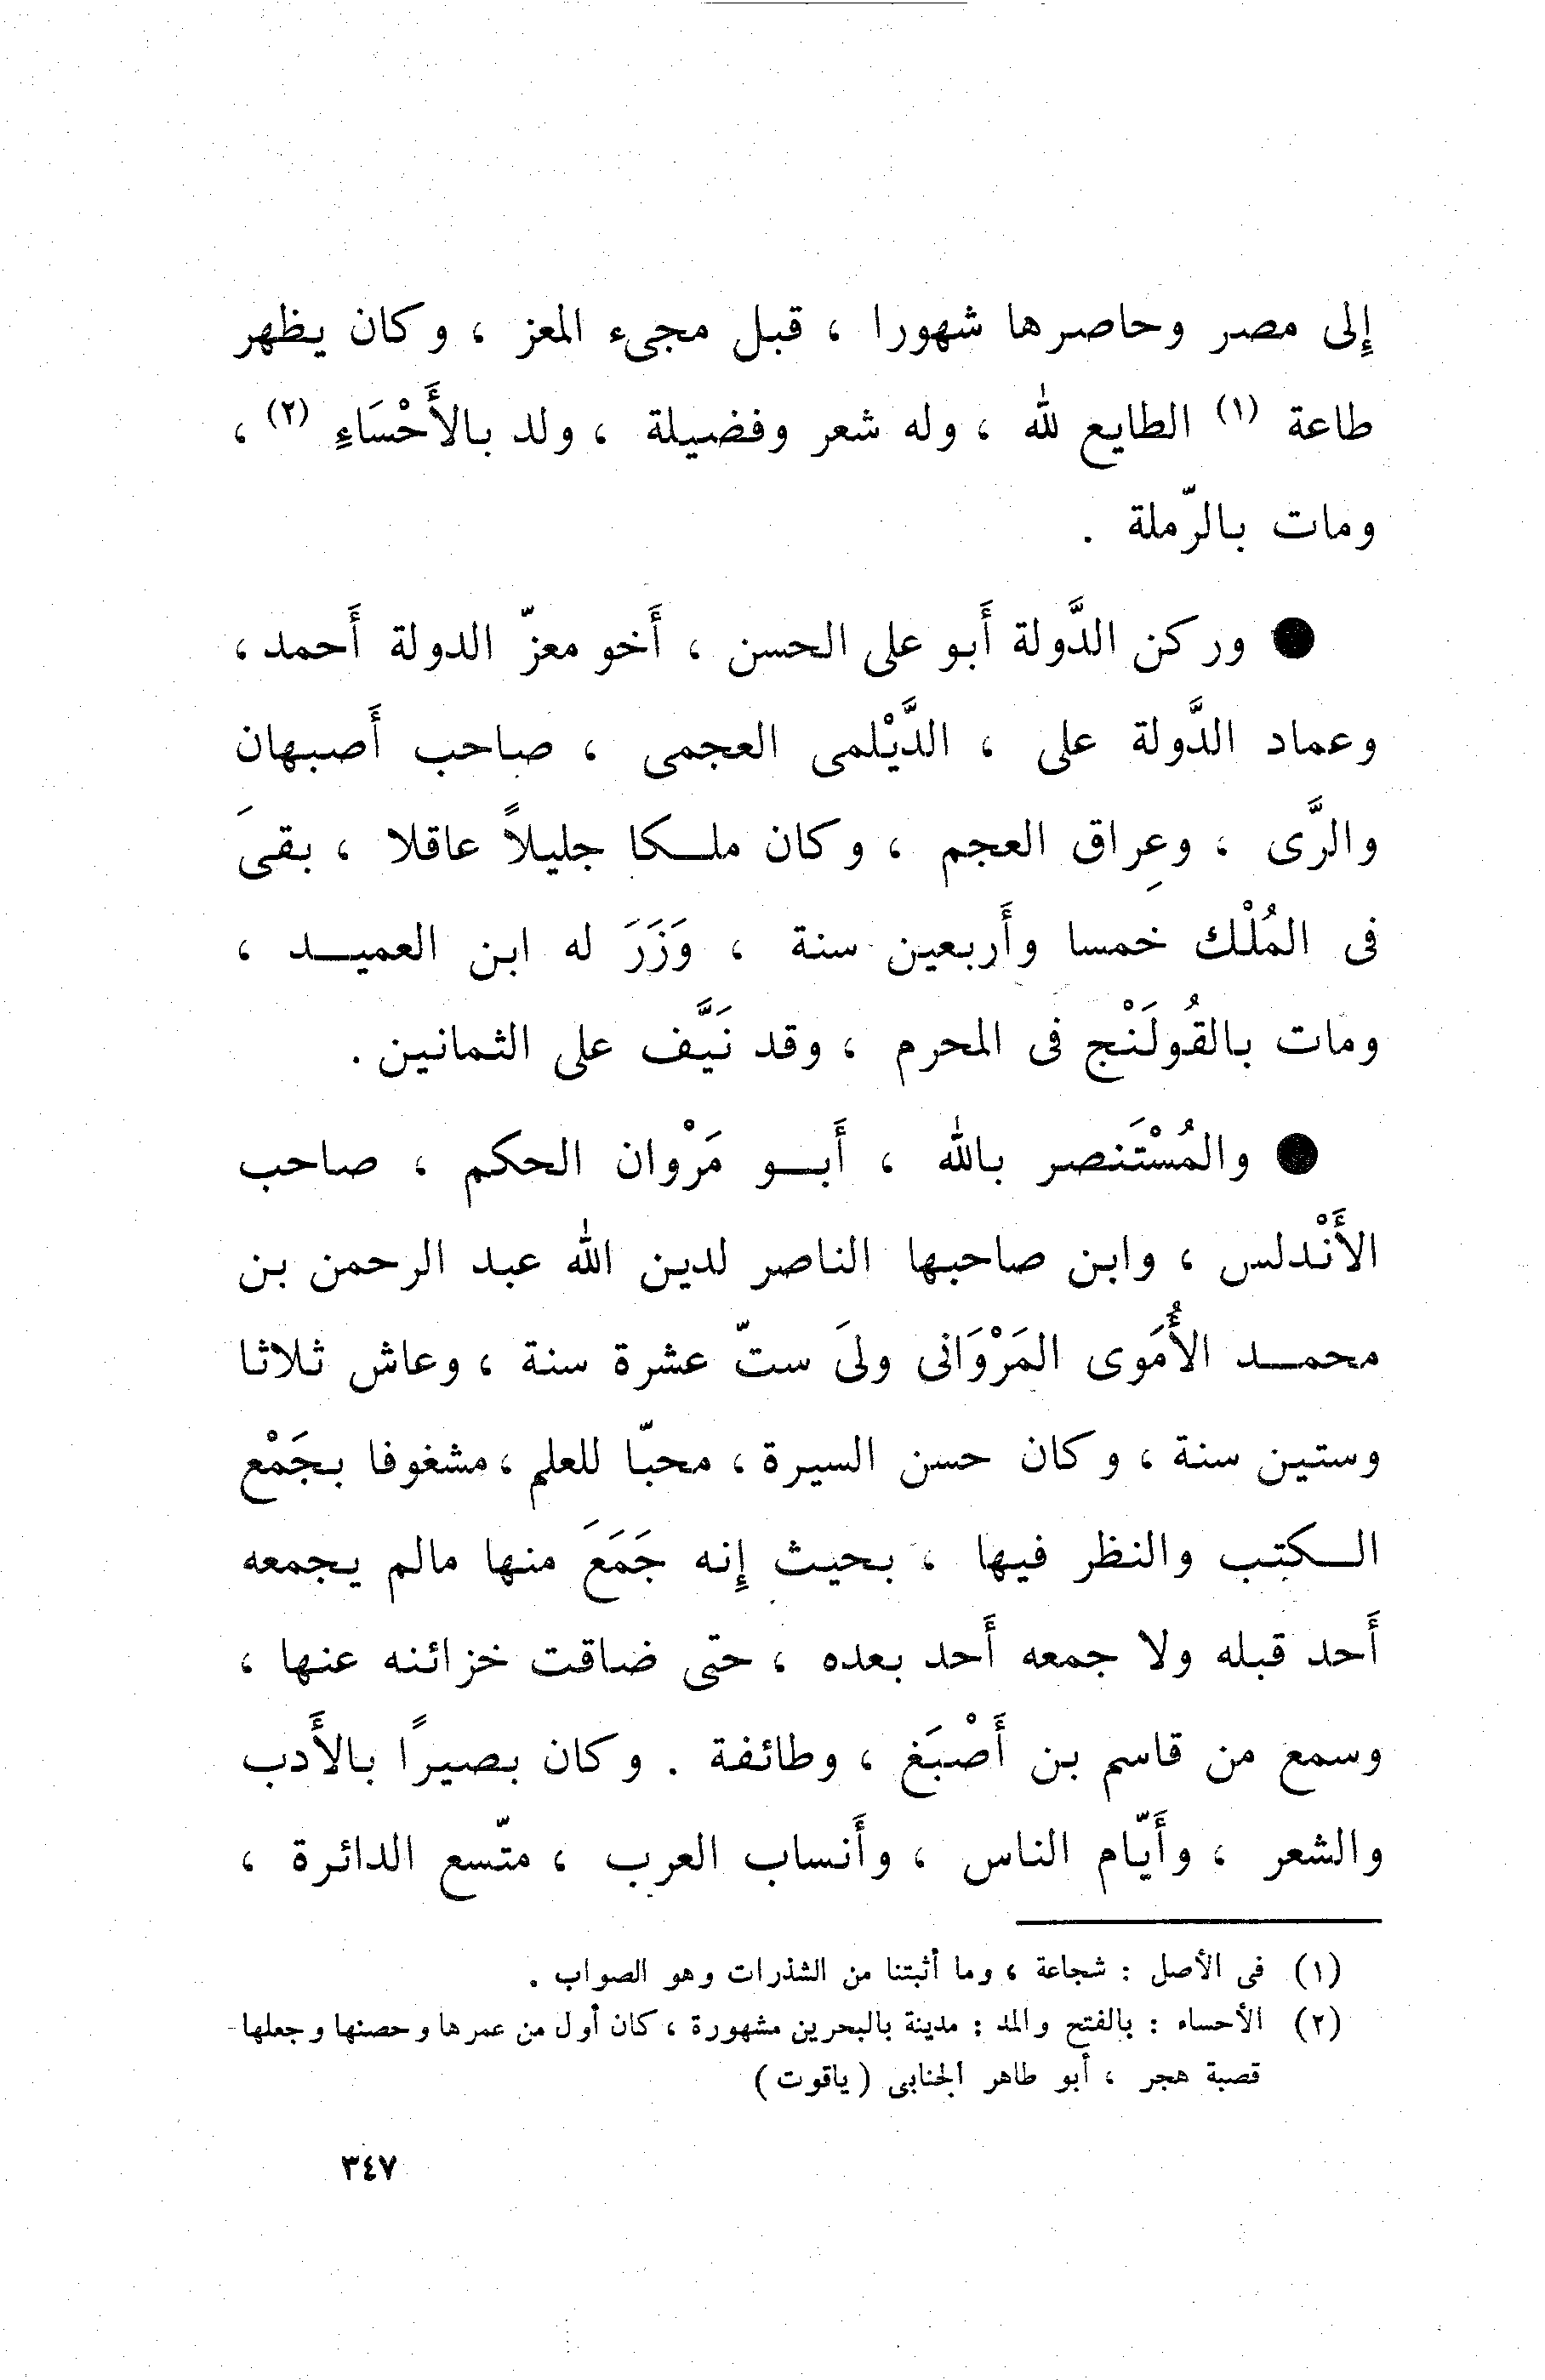 إِلى مصر وحاصرها شهورا ، قبل مجىء المعز ، وكان يظهر
طاعة (١) الطايع لله ، وله شعر وفضيلة ، ولد بالأَحْسَاءِ (٢) ،
ومات بالرّملة .
● وركن الدَّولة أَبو على الحسن ، أَخو معزّ الدولة أَحمد ،
وعماد الدَّولة على ، الدَّيْلمى العجمى ، صاحب أَصبهان
والرَّى ، وعِراق العجم ، وكان ملكا جليلاً عاقلا ، بقىَ
فى المُلْك خمسا وأَربعين سنة ، وَزَرَ له ابن العميد ،
ومات بالقُولَنْج فى المحرم ، وقد نَيَّف على الثمانين .
● والمُسْتَنصر بالله ، أَبو مَرْوان الحكم ، صاحب
الأَنْدلس ، وابن صاحبها الناصر لدين الله عبد الرحمن بن
محمد الأُمَوى المَرْوَانى ولىَ ستّ عشرة سنة ، وعاش ثلاثا
وستين سنة ، وكان حسن السيرة ، محبّا للعلم ، مشغوفا بجَمْع
الكتب والنظر فيها ، بحيث إِنه جَمَعَ منها مالم يجمعه
أَحد قبله ولا جمعه أَحد بعده ، حتى ضاقت خزائنه عنها ،
وسمع من قاسم بن أَصْبَغ ، وطائفة . وكان بصيرًا بالأَدب
والشعر ، وأَيّام الناس ، وأَنساب العرب ، متّسع الدائرة ،
(١) فى الأصل : شجاعة ، وما أثبتنا من الشذرات وهو الصواب .
(٢) الأحساء : بالفتح والمد : مدينة بالبحرين مشهورة ، كان أول من عمرها وحصنها وجعلها
قصبة هجر ، أبو طاهر الجنابى ( ياقوت )
٣٤٧